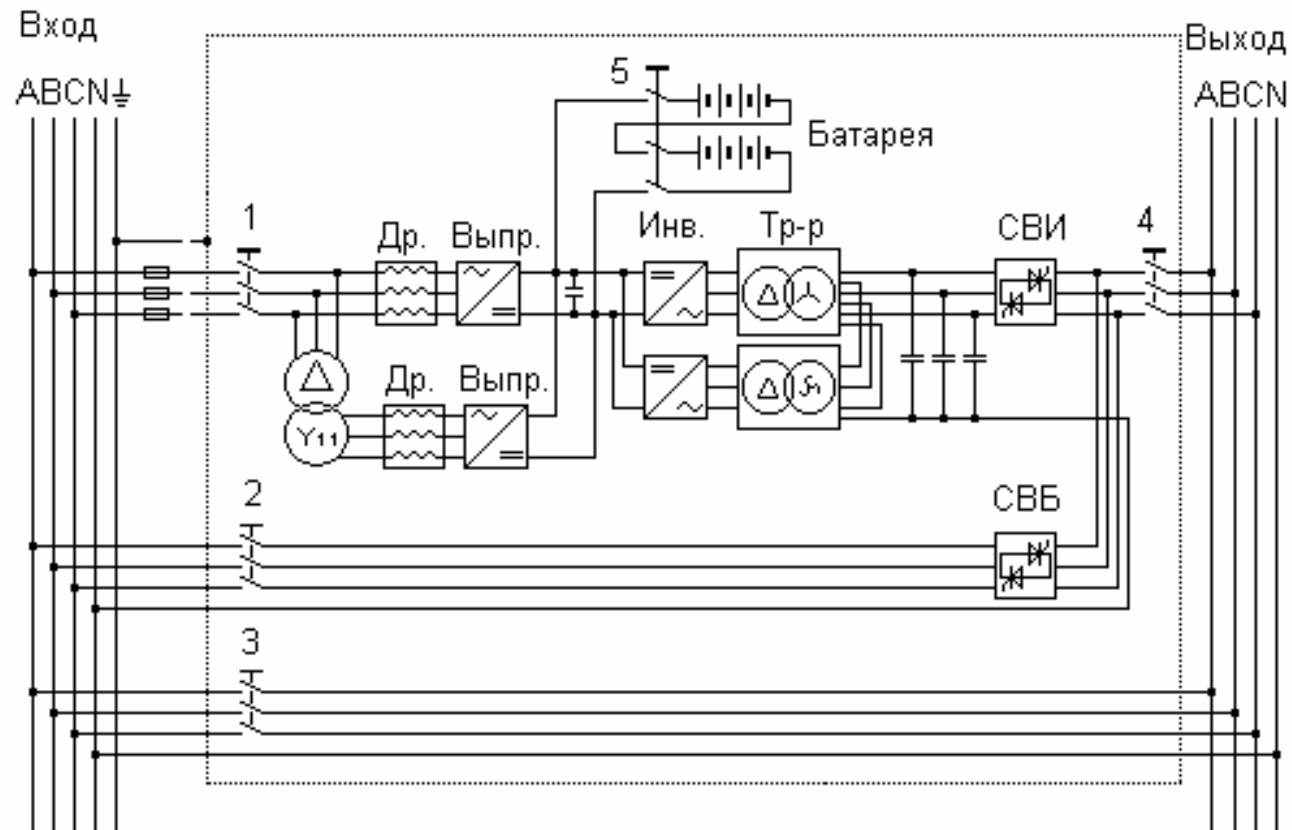 Вход
Выход
ABCN
ABCN
5
Батарея
1
Др.
Выпр.
Инв.
Тр-р
СВИ
4
Др.
Выпр.
Y11
2
СВБ
3